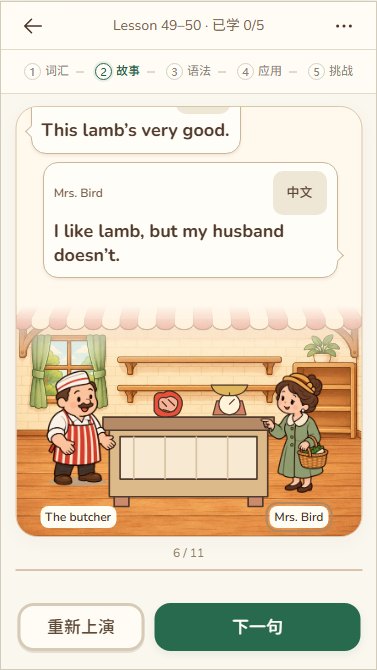 Lesson 49–50 · 已学 0/5
1 词汇 – 2 故事 – 3 语法 – 4 应用 – 5 挑战
This lamb’s very good.
Mrs. Bird
中文
I like lamb, but my husband
doesn’t.
The butcher
Mrs. Bird
6 / 11
重新上演
下一句